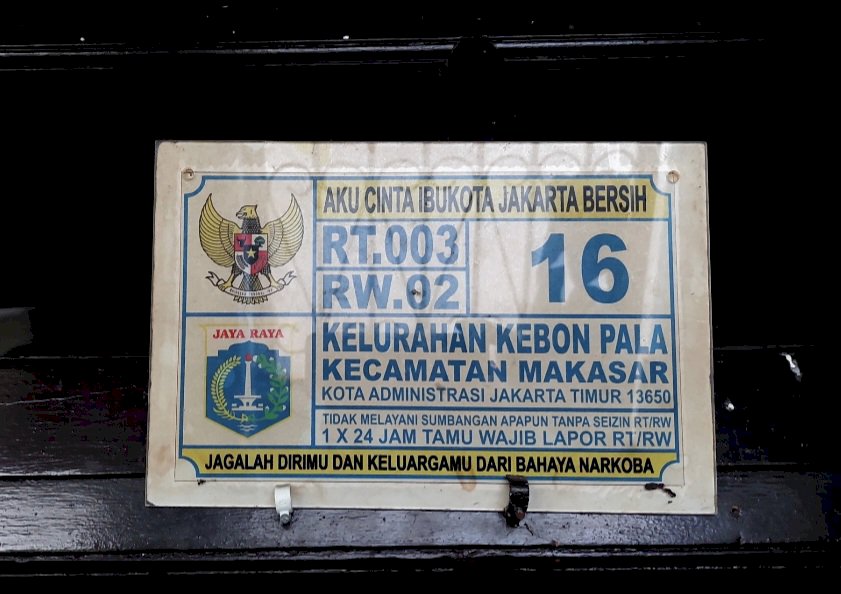 AKU CINTA IBUKOTA JAKARTA BERSIH
RT.003
RW.02
16
JAYA RAYA
KELURAHAN KEBON PALA
KECAMATAN MAKASAR
KOTA ADMINISTRASI JAKARTA TIMUR 13650
TIDAK MELAYANI SUMBANGAN APAPUN TANPA SEIZIN RT/RW
1 X 24 JAM TAMU WAJIB LAPOR RT/RW
JAGALAH DIRIMU DAN KELUARGAMU DARI BAHAYA NARKOBA